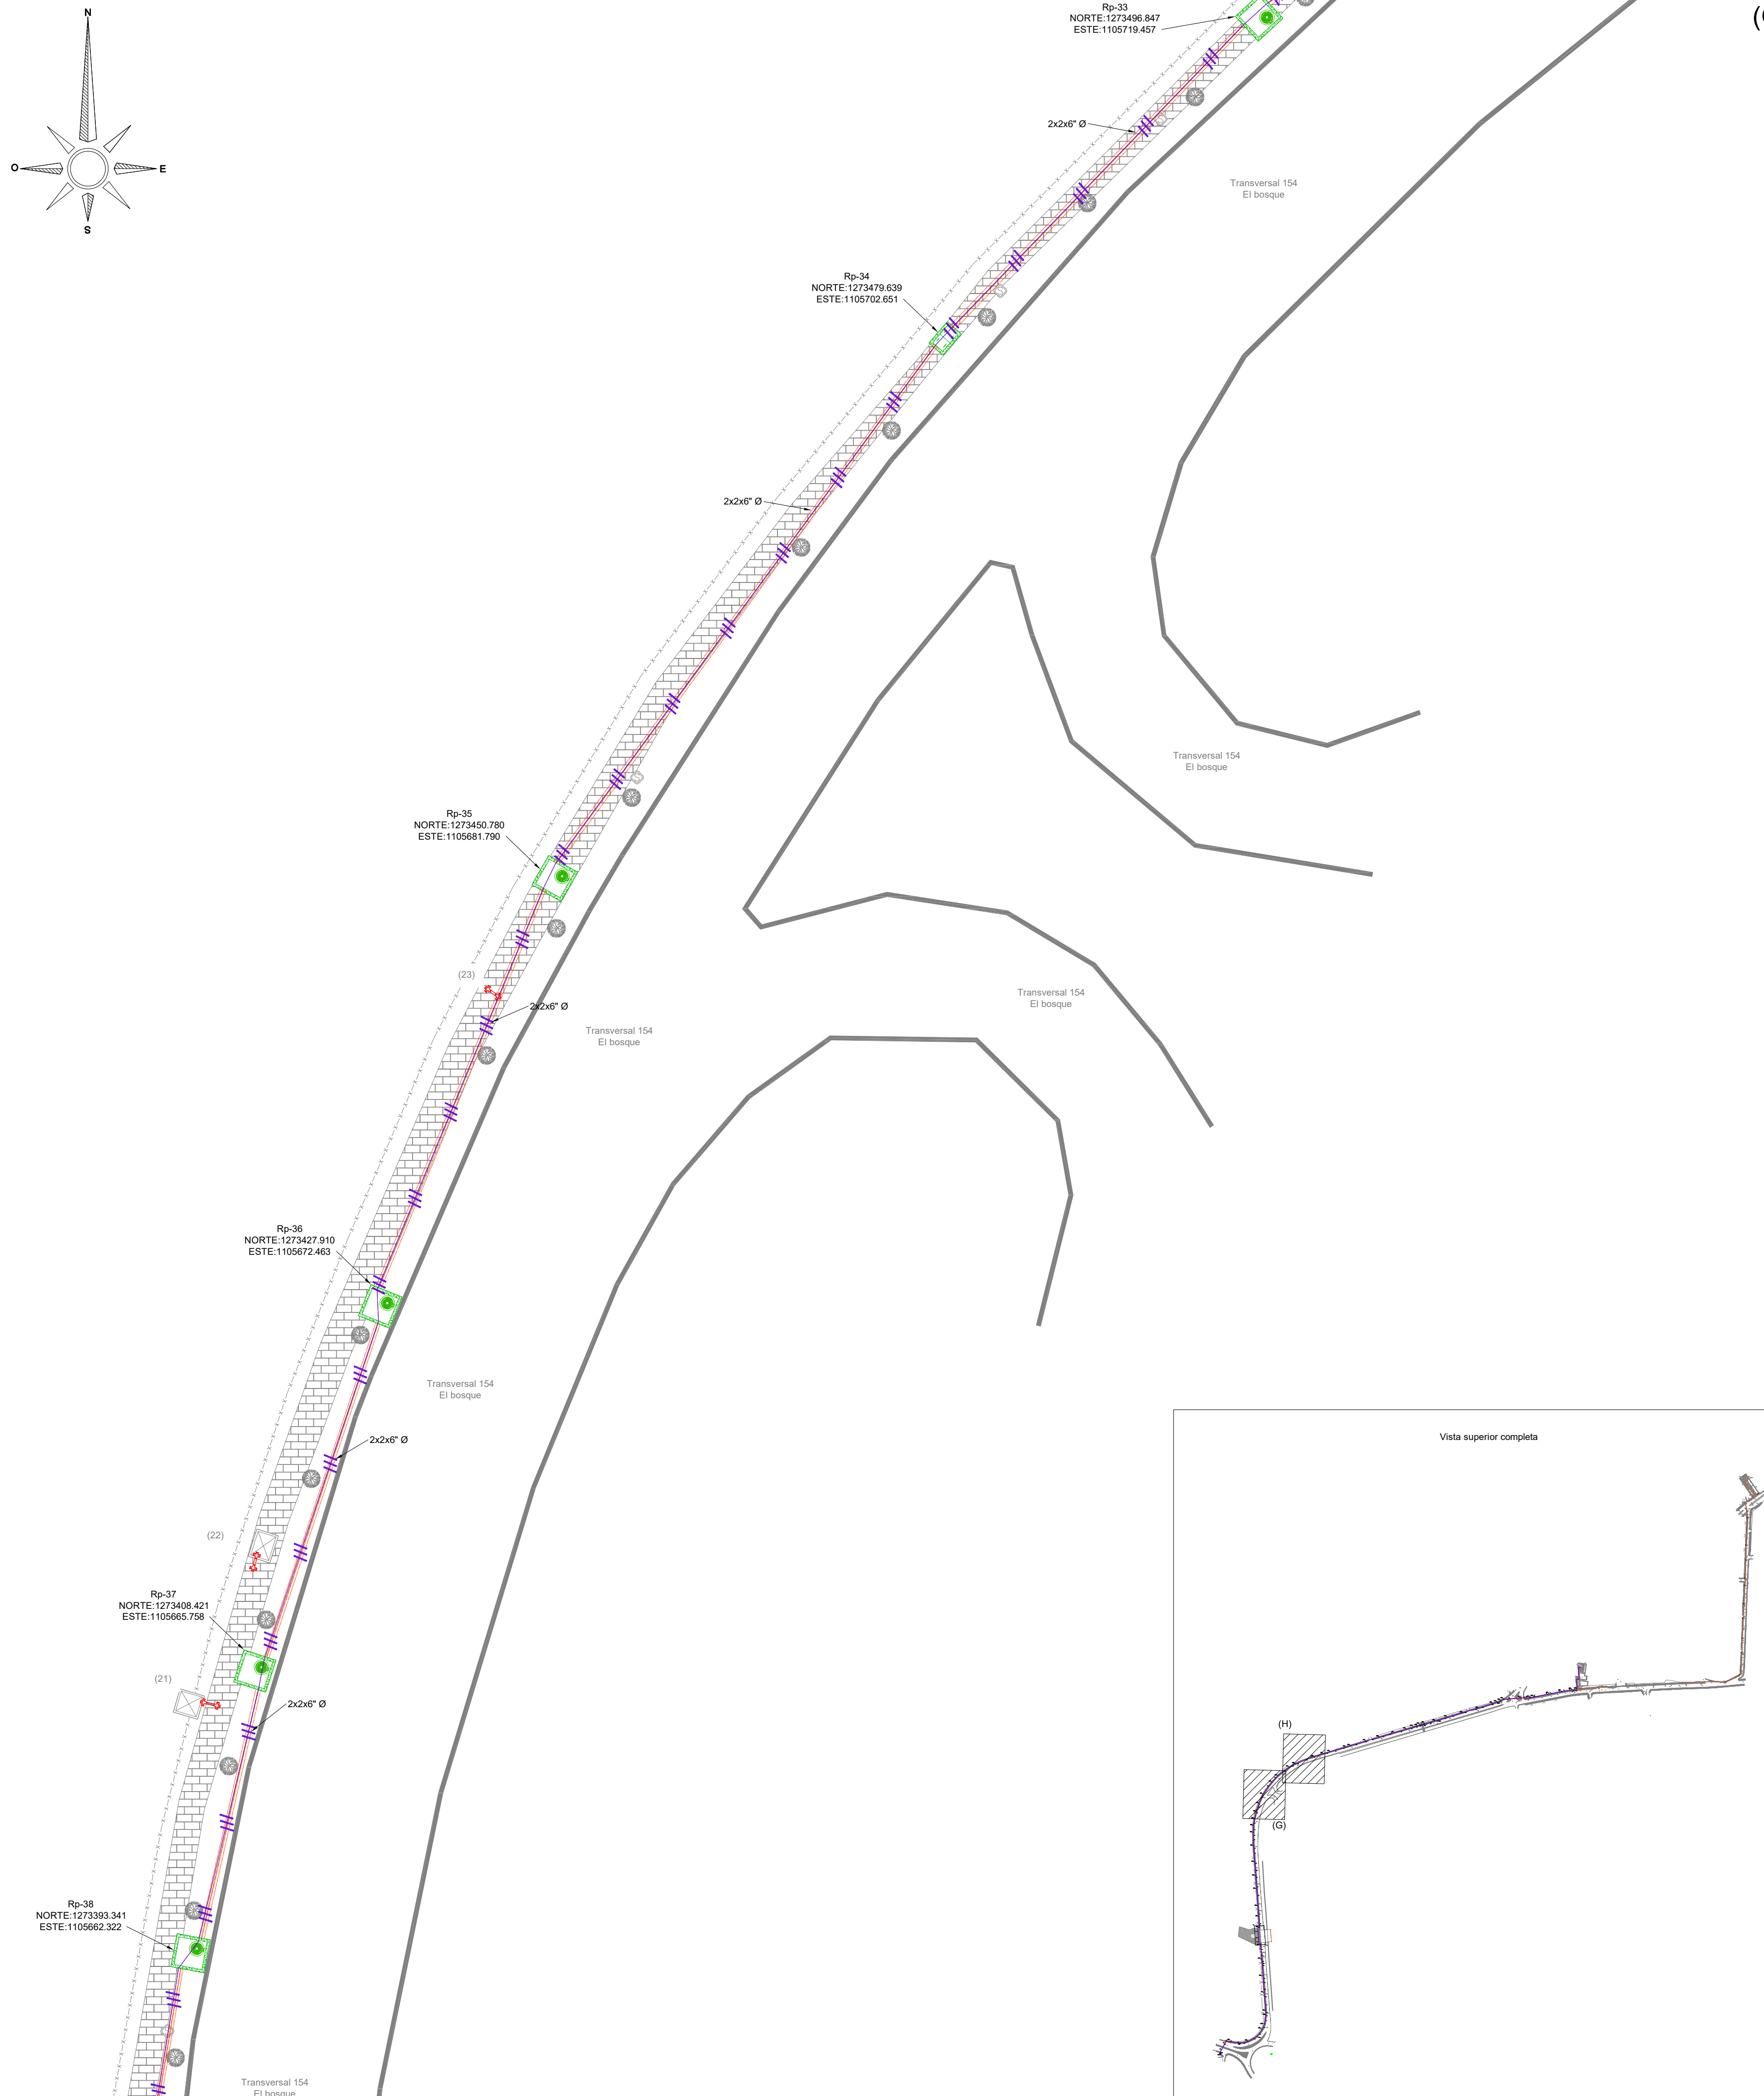 N
O
E
S
Rp-33
NORTE:1273496.847
ESTE:1105719.457
2x2x6" Ø
Transversal 154
El bosque
Rp-34
NORTE:1273479.639
ESTE:1105702.651
2x2x6" Ø
Transversal 154
El bosque
Rp-35
NORTE:1273450.780
ESTE:1105681.790
(23)
2x2x6" Ø
Transversal 154
El bosque
Transversal 154
El bosque
Rp-36
NORTE:1273427.910
ESTE:1105672.463
Transversal 154
El bosque
2x2x6" Ø
(22)
Rp-37
NORTE:1273408.421
ESTE:1105665.758
(21)
2x2x6" Ø
Rp-38
NORTE:1273393.341
ESTE:1105662.322
Transversal 154
El bosque
Vista superior completa
(H)
(G)